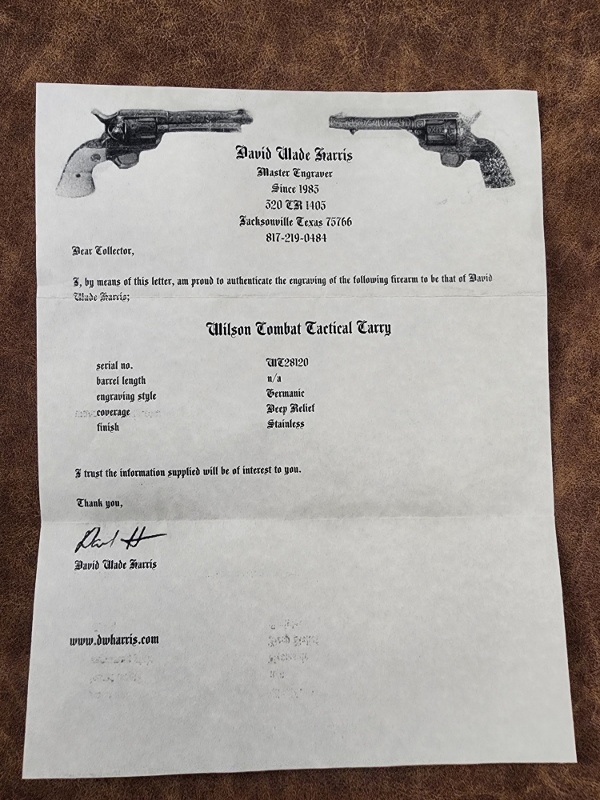 David Wade Harris
Master Engraver
Since 1985
520 CR 1405
Jacksonville Texas 75766
817-219-0484
Dear Collector,
I, by means of this letter, am proud to authenticate the engraving of the following firearm to be that of David
Wade Harris;
Wilson Combat Tactical Carry
serial no. WT28120
barrel length n/a
engraving style Germanic
coverage Deep Relief
finish Stainless
I trust the information supplied will be of interest to you.
Thank you,
David Wade Harris
www.dwharris.com